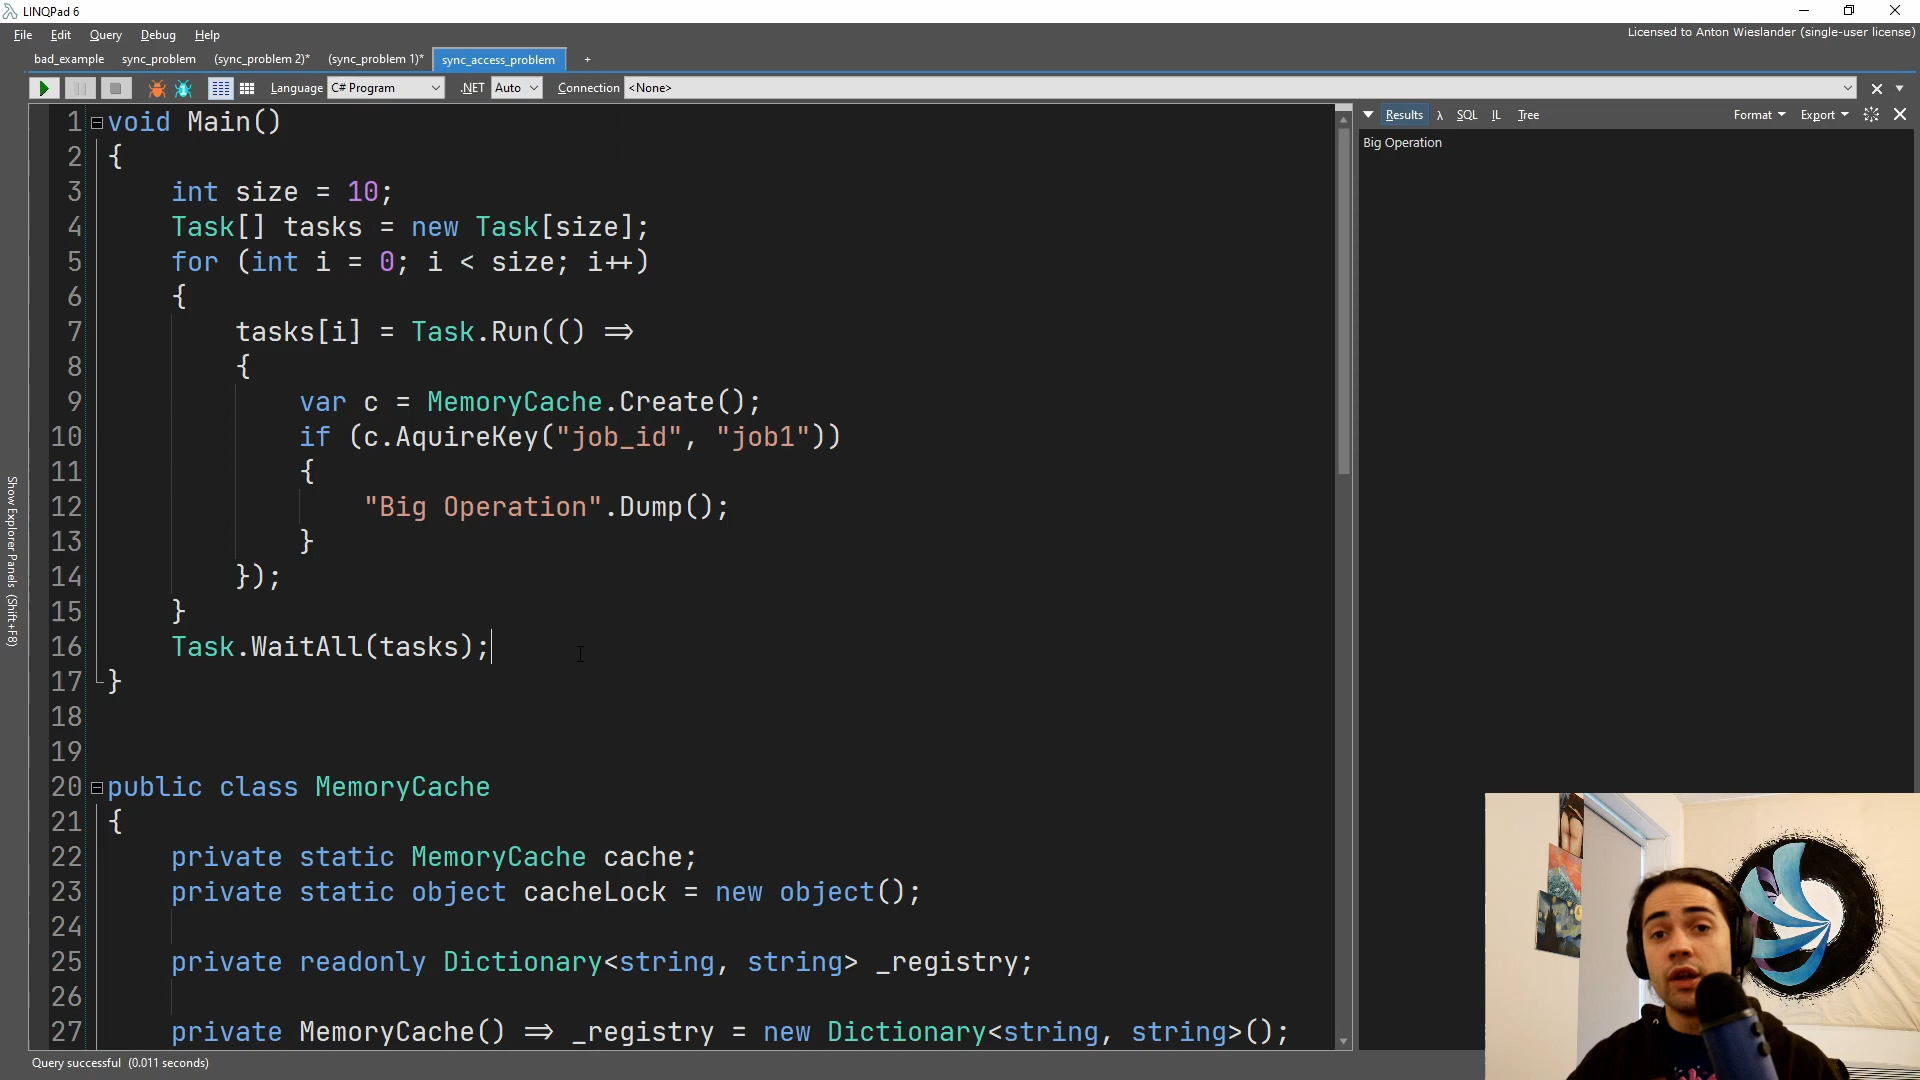 LINQPad 6
File Edit Query Debug Help
Licensed to Anton Wieslander (single-user license)
bad_example sync_problem (sync_problem 2)* (sync_problem 1)* sync_access_problem +
Language C# Program .NET Auto Connection <None>
Results λ SQL IL Tree Format Export
Big Operation
Show Explorer Panels (Shift+F8)
1 void Main()
2 {
3 int size = 10;
4 Task[] tasks = new Task[size];
5 for (int i = 0; i < size; i++)
6 {
7 tasks[i] = Task.Run(() =>
8 {
9 var c = MemoryCache.Create();
10 if (c.AquireKey("job_id", "job1"))
11 {
12 "Big Operation".Dump();
13 }
14 });
15 }
16 Task.WaitAll(tasks);
17 }
18
19
20 public class MemoryCache
21 {
22 private static MemoryCache cache;
23 private static object cacheLock = new object();
24
25 private readonly Dictionary<string, string> _registry;
26
27 private MemoryCache() => _registry = new Dictionary<string, string>();
Query successful (0.011 seconds)